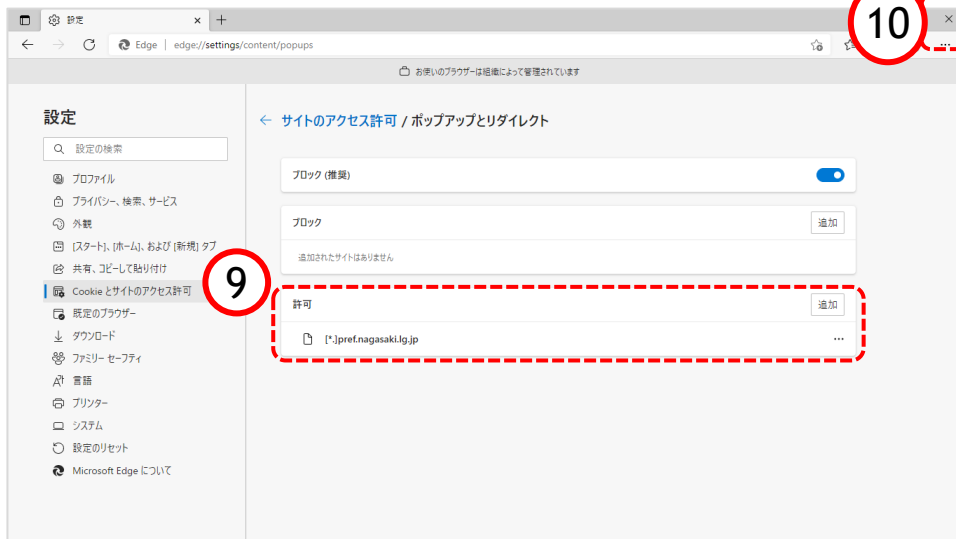 設定
10
Edge | edge://settings/content/popups
お使いのブラウザーは組織によって管理されています
設定
設定の検索
プロファイル
プライバシー、検索、サービス
外観
[スタート]、[ホーム]、および [新規] タブ
共有、コピーして貼り付け
Cookie とサイトのアクセス許可
既定のブラウザー
ダウンロード
ファミリー セーフティ
言語
プリンター
システム
設定のリセット
Microsoft Edge について
サイトのアクセス許可 / ポップアップとリダイレクト
ブロック (推奨)
ブロック
追加
追加されたサイトはありません
9
許可
追加
[*.]pref.nagasaki.lg.jp